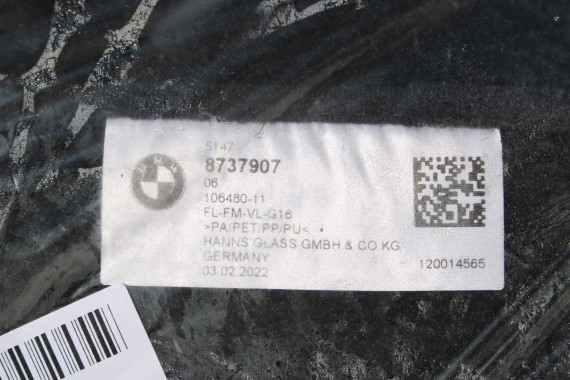 BMW
5147
8737907
06
106480-11
FL-FM-VL-G16
>PA/PET/PP/PU<
HANNS GLASS GMBH & CO KG
GERMANY
03.02.2022
120014565